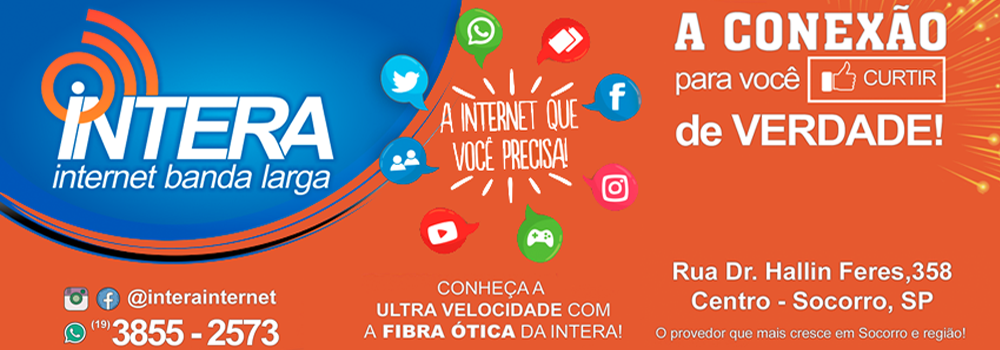 INTERA
internet banda larga
@interainternet
(19) 3855 - 2573
A INTERNET QUE
VOCÊ PRECISA!
CONHEÇA A
ULTRA VELOCIDADE COM
A FIBRA ÓTICA DA INTERA!
A CONEXÃO
para você CURTIR
de VERDADE!
Rua Dr. Hallin Feres,358
Centro - Socorro, SP
O provedor que mais cresce em Socorro e região!